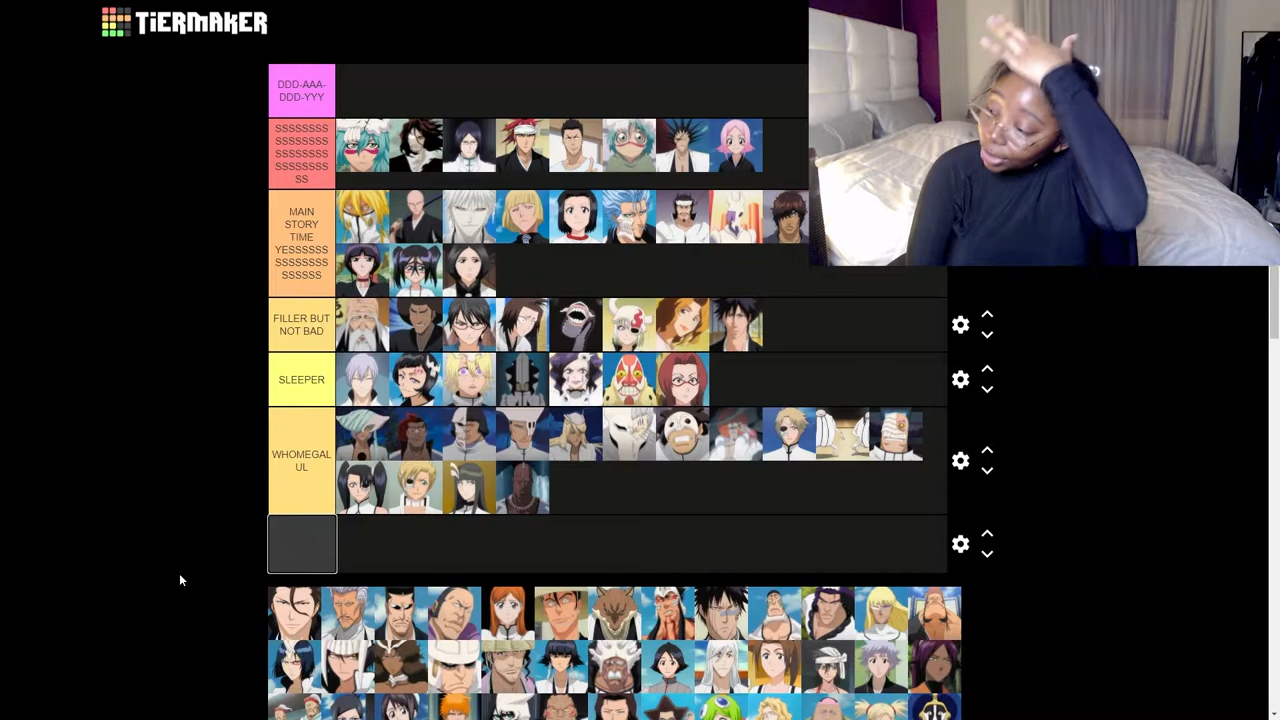 TiERMAKER
DDD-AAA-
DDD-YYY
SSSSSSSS
SSSSSSSS
SSSSSSSS
SSSSSSSS
SS
MAIN
STORY
TIME
YESSSSSS
SSSSSSSS
SSSSSS
FILLER BUT
NOT BAD
SLEEPER
WHOMEGAL
UL